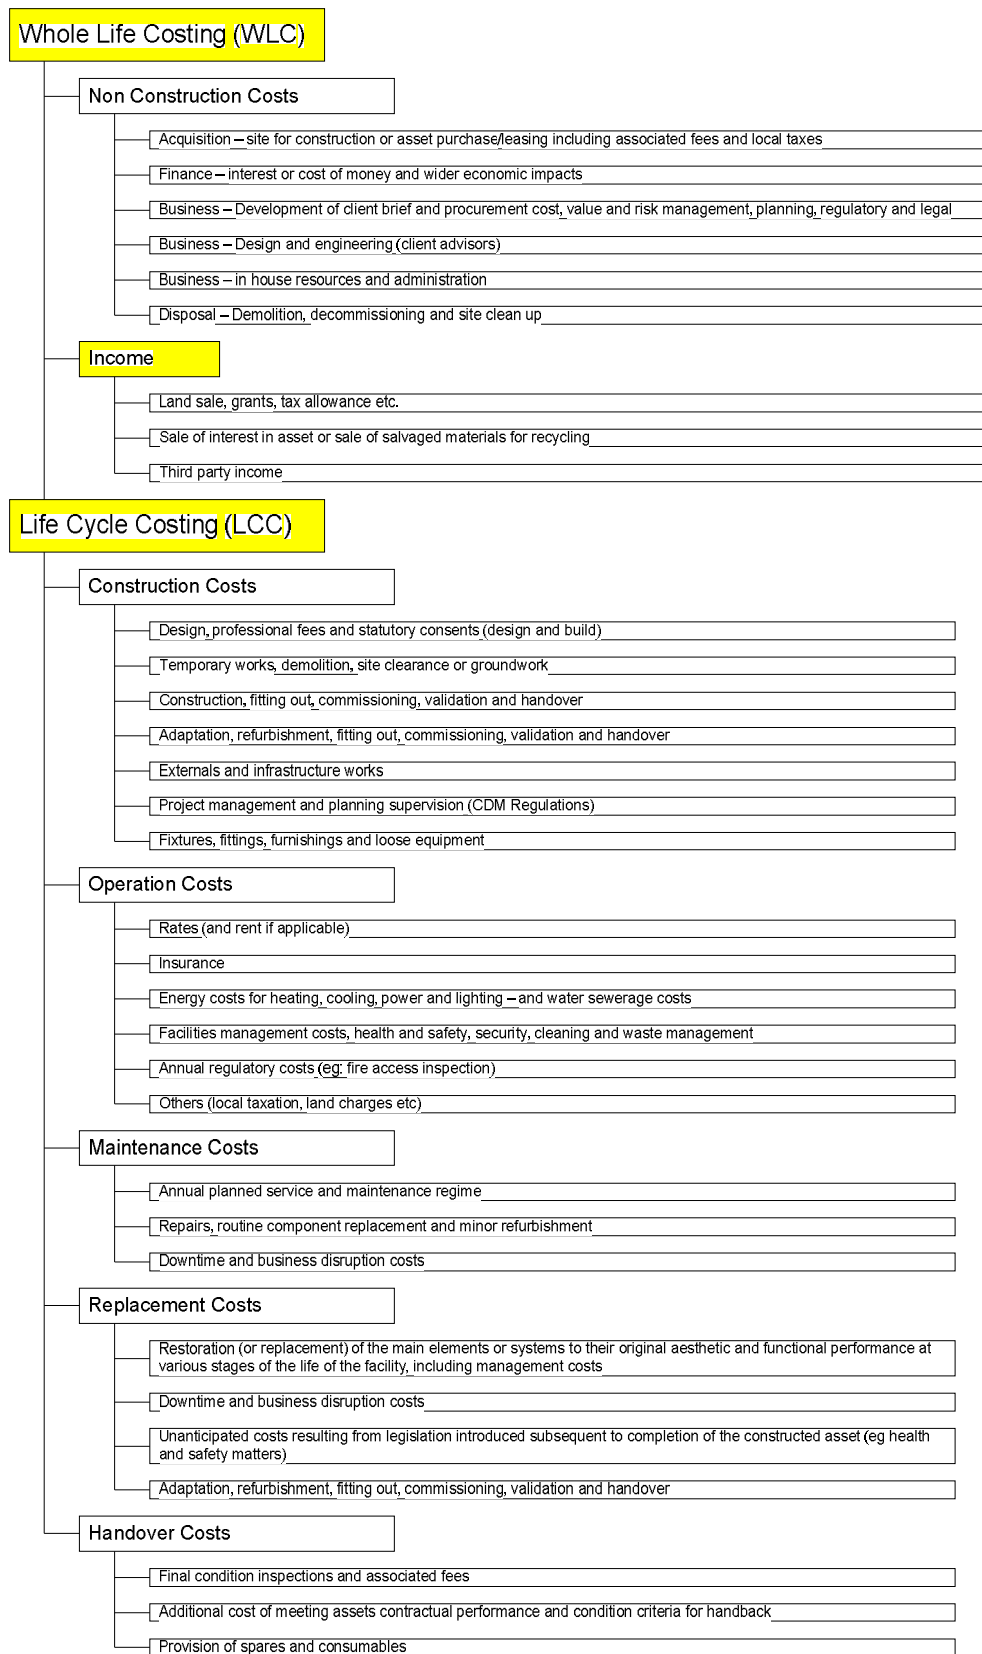 Whole Life Costing (WLC)
Non Construction Costs
Acquisition – site for construction or asset purchase/leasing including associated fees and local taxes
Finance – interest or cost of money and wider economic impacts
Business – Development of client brief and procurement cost, value and risk management, planning, regulatory and legal
Business – Design and engineering (client advisors)
Business – in house resources and administration
Disposal – Demolition, decommissioning and site clean up
Income
Land sale, grants, tax allowance etc.
Sale of interest in asset or sale of salvaged materials for recycling
Third party income
Life Cycle Costing (LCC)
Construction Costs
Design, professional fees and statutory consents (design and build)
Temporary works, demolition, site clearance or groundwork
Construction, fitting out, commissioning, validation and handover
Adaptation, refurbishment, fitting out, commissioning, validation and handover
Externals and infrastructure works
Project management and planning supervision (CDM Regulations)
Fixtures, fittings, furnishings and loose equipment
Operation Costs
Rates (and rent if applicable)
Insurance
Energy costs for heating, cooling, power and lighting – and water sewerage costs
Facilities management costs, health and safety, security, cleaning and waste management
Annual regulatory costs (eg: fire access inspection)
Others (local taxation, land charges etc)
Maintenance Costs
Annual planned service and maintenance regime
Repairs, routine component replacement and minor refurbishment
Downtime and business disruption costs
Replacement Costs
Restoration (or replacement) of the main elements or systems to their original aesthetic and functional performance at
various stages of the life of the facility, including management costs
Downtime and business disruption costs
Unanticipated costs resulting from legislation introduced subsequent to completion of the constructed asset (eg health
and safety matters)
Adaptation, refurbishment, fitting out, commissioning, validation and handover
Handover Costs
Final condition inspections and associated fees
Additional cost of meeting assets contractual performance and condition criteria for handback
Provision of spares and consumables